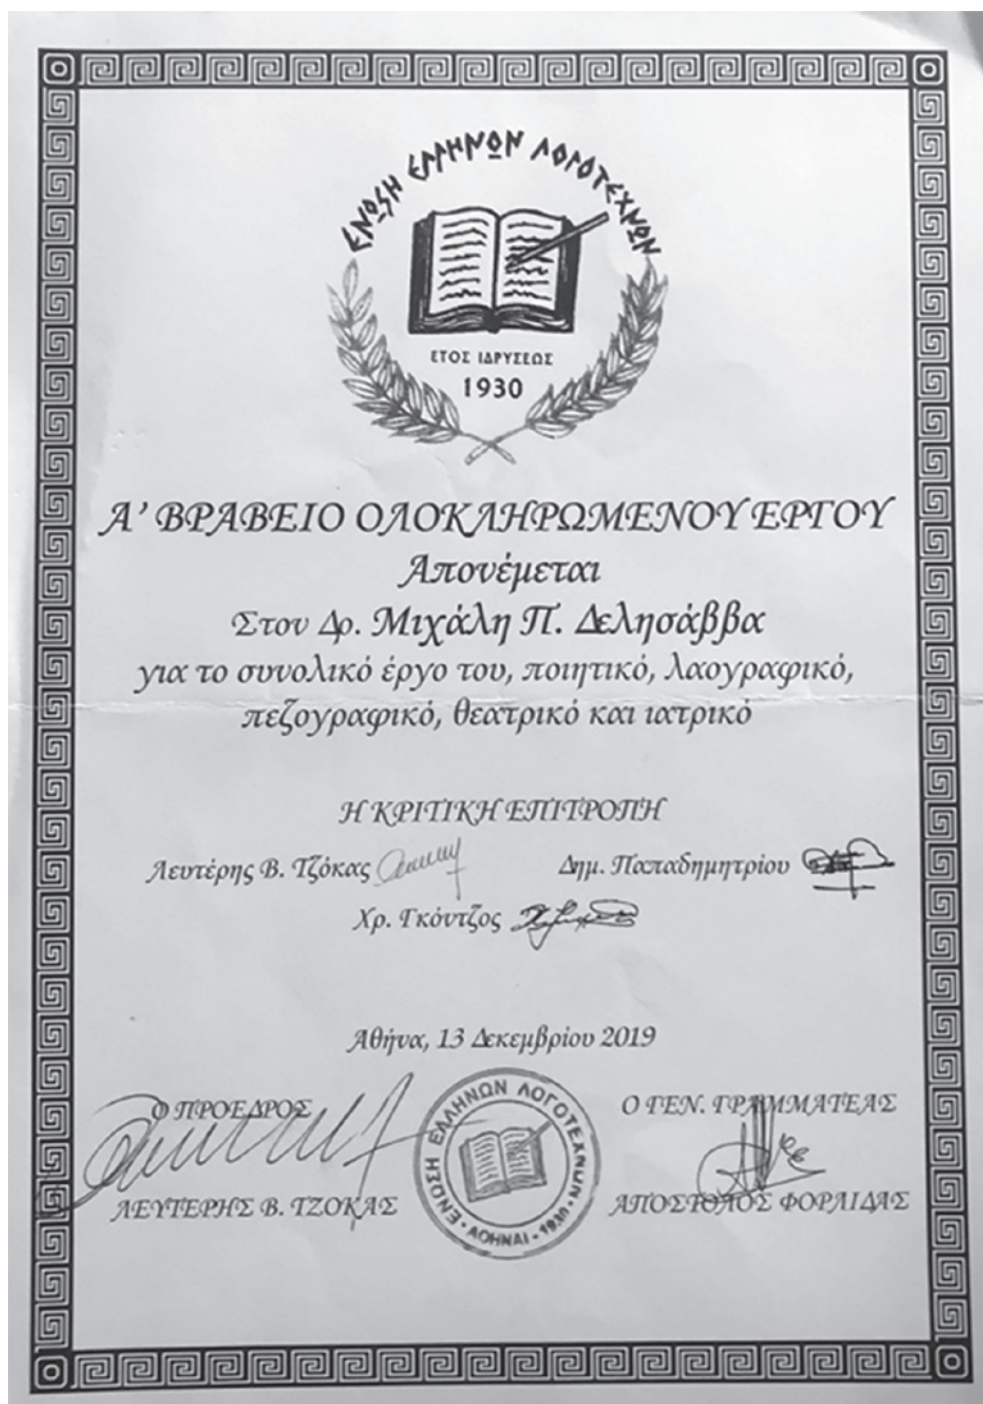 ΕΝΩΣΗ ΕΛΛΗΝΩΝ ΛΟΓΟΤΕΧΝΩΝ
ΕΤΟΣ ΙΔΡΥΣΕΩΣ
1930
Α' ΒΡΑΒΕΙΟ ΟΛΟΚΛΗΡΩΜΕΝΟΥ ΕΡΓΟΥ
Απονέμεται
Στον Δρ. Μιχάλη Π. Δελησάββα
για το συνολικό έργο του, ποιητικό, λαογραφικό,
πεζογραφικό, θεατρικό και ιατρικό
Η ΚΡΙΤΙΚΗ ΕΠΙΤΡΟΠΗ
Λευτέρης Β. Τζόκας Δημ. Παπαδημητρίου
Χρ. Γκόντζος
Αθήνα, 13 Δεκεμβρίου 2019
Ο ΠΡΟΕΔΡΟΣ Ο ΓΕΝ. ΓΡΑΜΜΑΤΕΑΣ
ΛΕΥΤΕΡΗΣ Β. ΤΖΟΚΑΣ ΑΠΟΣΤΟΛΟΣ ΦΟΡΛΙΔΑΣ
ΕΝΩΣΗ ΕΛΛΗΝΩΝ ΛΟΓΟΤΕΧΝΩΝ · ΑΘΗΝΑΙ - 1930 ·